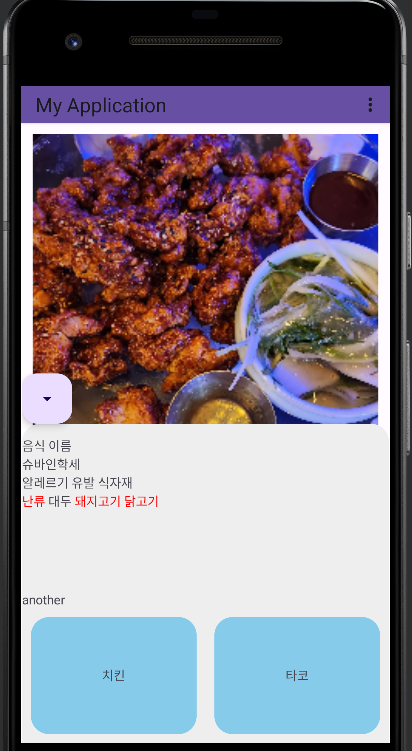 My Application
음식 이름
슈바인학세
알레르기 유발 식자재
난류 대두 돼지고기 닭고기
another
치킨
타코